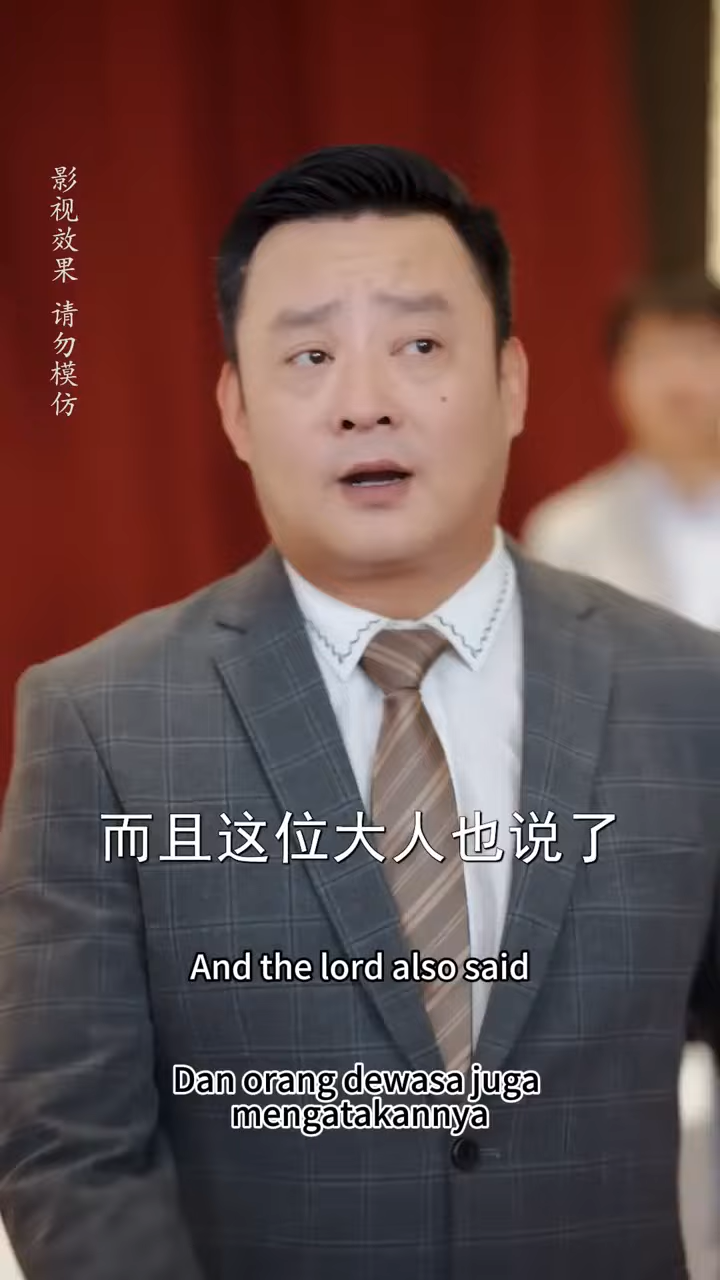 影视效果 请勿模仿
而且这位大人也说了
And the lord also said
Dan orang dewasa juga
mengatakannya